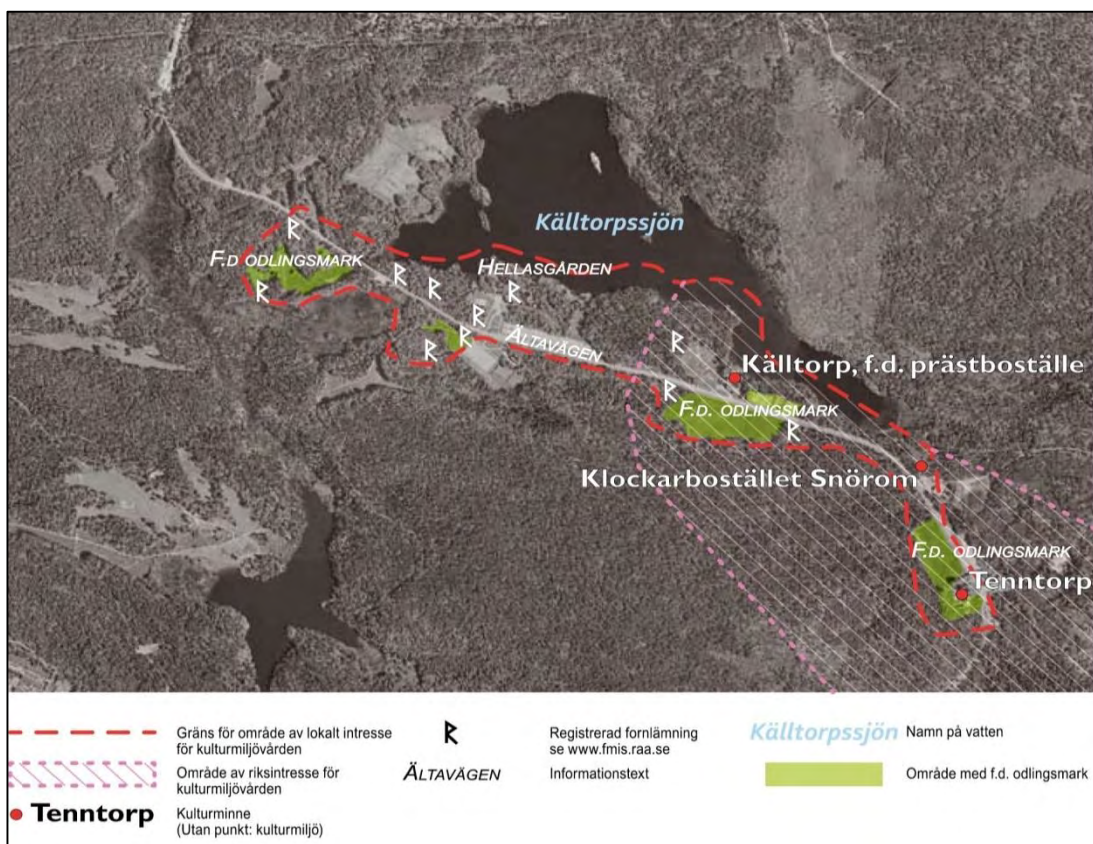 Källtorpssjön
F.D ODLINGSMARK
HELLASGÅRDEN
ÄLTAVÄGEN
Källtorp, f.d. prästboställe
F.D. ODLINGSMARK
Klockarbostället Snörom
F.D. ODLINGSMARK
Tenntorp
Gräns för område av lokalt intresse
för kulturmiljövården
Område av riksintresse för
kulturmiljövården
Tenntorp Kulturminne
(Utan punkt: kulturmiljö)
Registrerad fornlämning
se www.fmis.raa.se
ÄLTAVÄGEN Informationstext
Källtorpssjön Namn på vatten
Område med f.d. odlingsmark